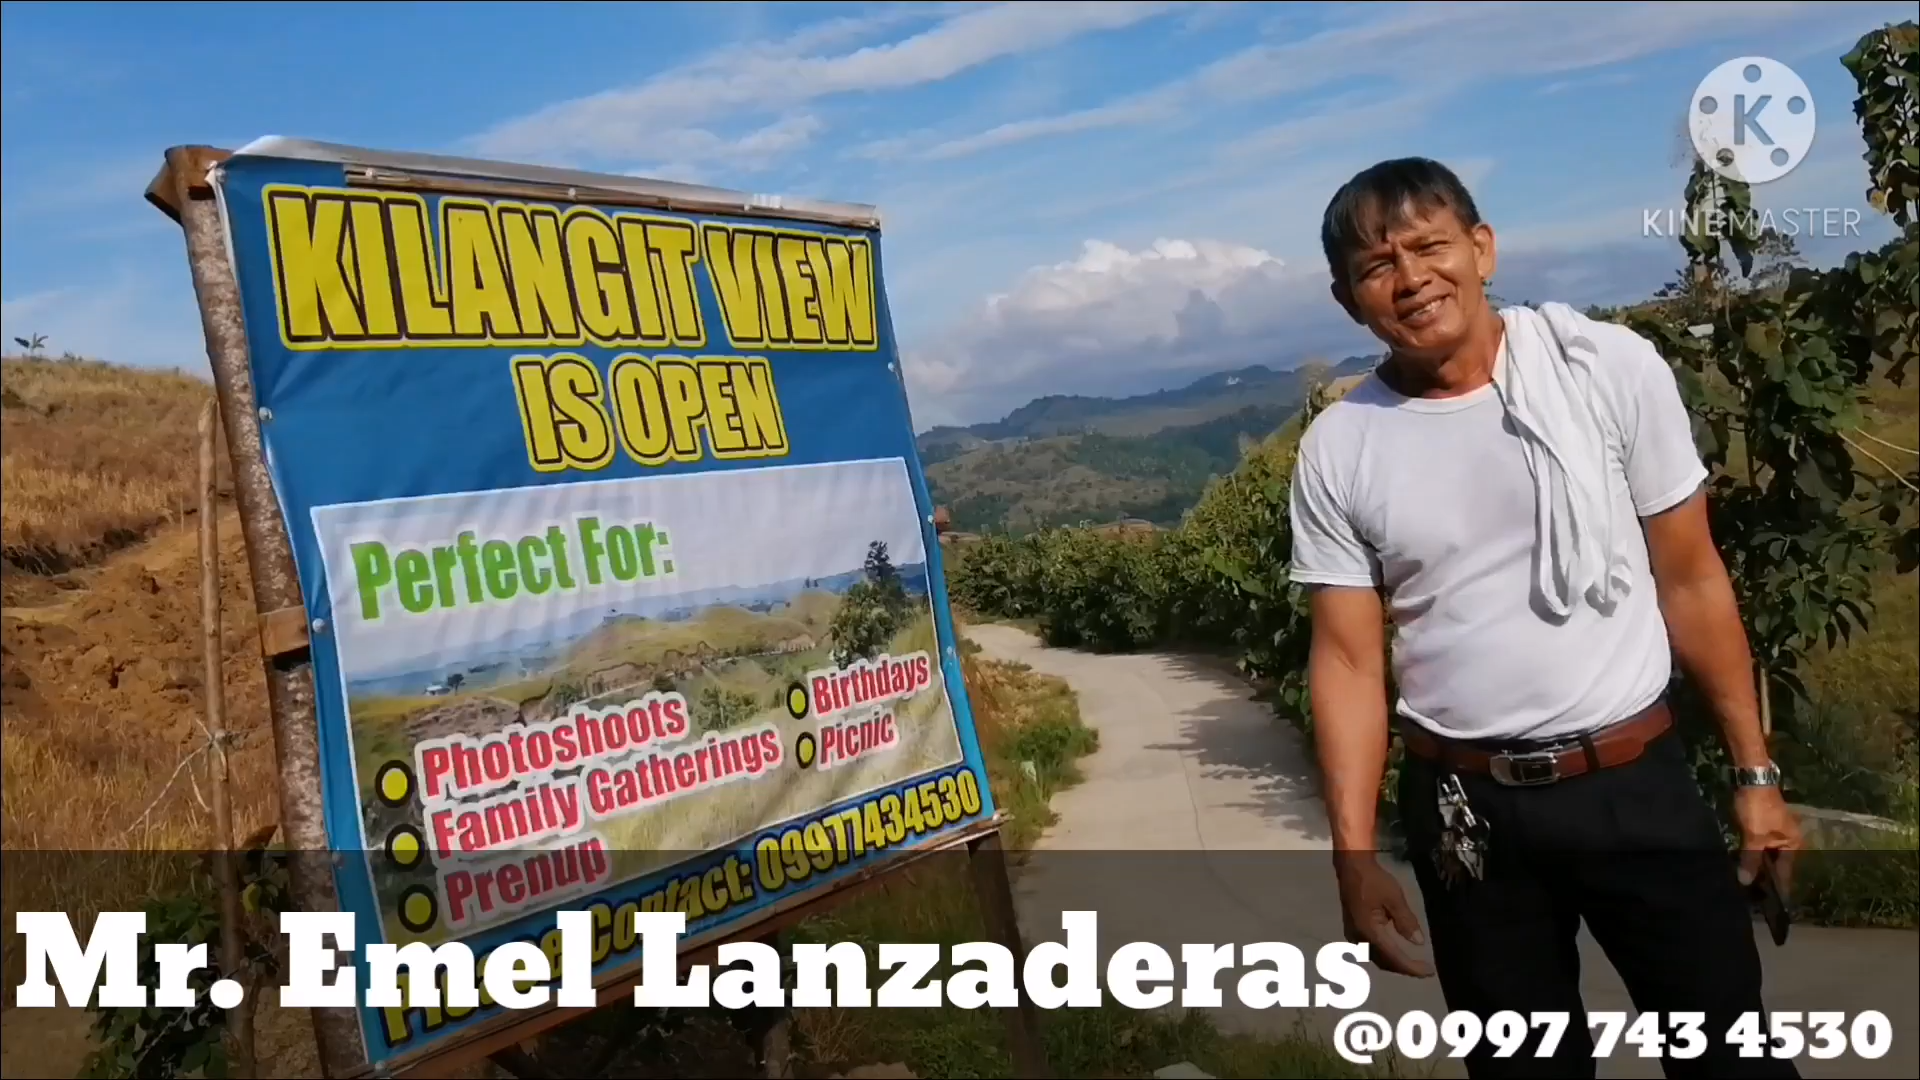 KILANGIT VIEW
IS OPEN
Perfect For:
Photoshoots
Family Gatherings
Prenup
Birthdays
Picnic
Please Contact: 09977434530
K
KINEMASTER
Mr. Emel Lanzaderas
@0997 743 4530